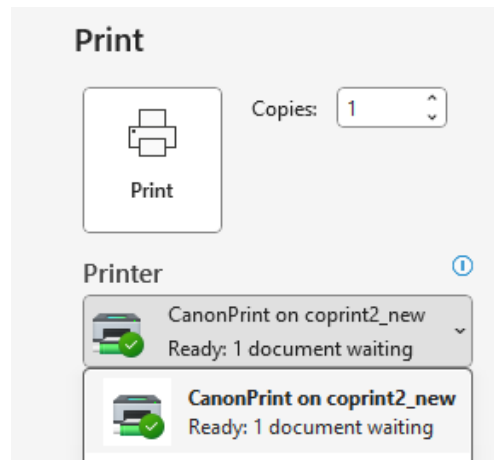 Print
Copies: 1
Print
Printer
CanonPrint on coprint2_new
Ready: 1 document waiting
CanonPrint on coprint2_new
Ready: 1 document waiting